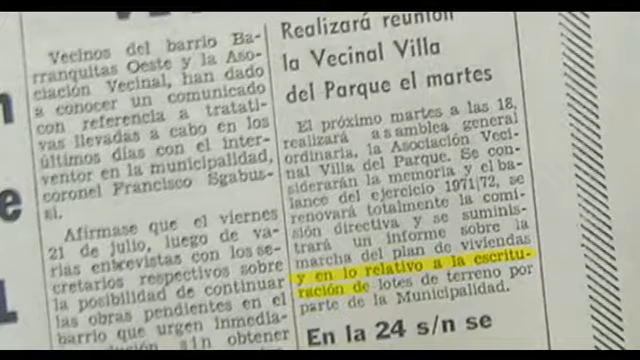 Vecinos del barrio Ba-
rranquitas Oeste y la Aso-
ciación Vecinal, han dado
a conocer un comunicado
con referencia a tratati-
vas llevadas a cabo en los
últimos días con el inter-
ventor en la municipalidad,
coronel Francisco Sgabus-
si.
Afírmase que el viernes
21 de julio, luego de va-
rias entrevistas con los se-
cretarios respectivos sobre
la posibilidad de continuar
las obras pendientes en el
barrio que urgen inmedia-
sin obtener
Realizará reunión
la Vecinal Villa
del Parque el martes
El próximo martes a las 18,
realizará asamblea general
ordinaria, la Asociación Veci-
nal Villa del Parque. Se con-
siderarán la memoria y el ba-
lance del ejercicio 1971|72, se
renovará totalmente la comi-
sión directiva y se suminis-
trará un informe sobre la
marcha del plan de viviendas
y en lo relativo a la escritu-
ración de lotes de terreno por
parte de la Municipalidad.
En la 24 s/n se